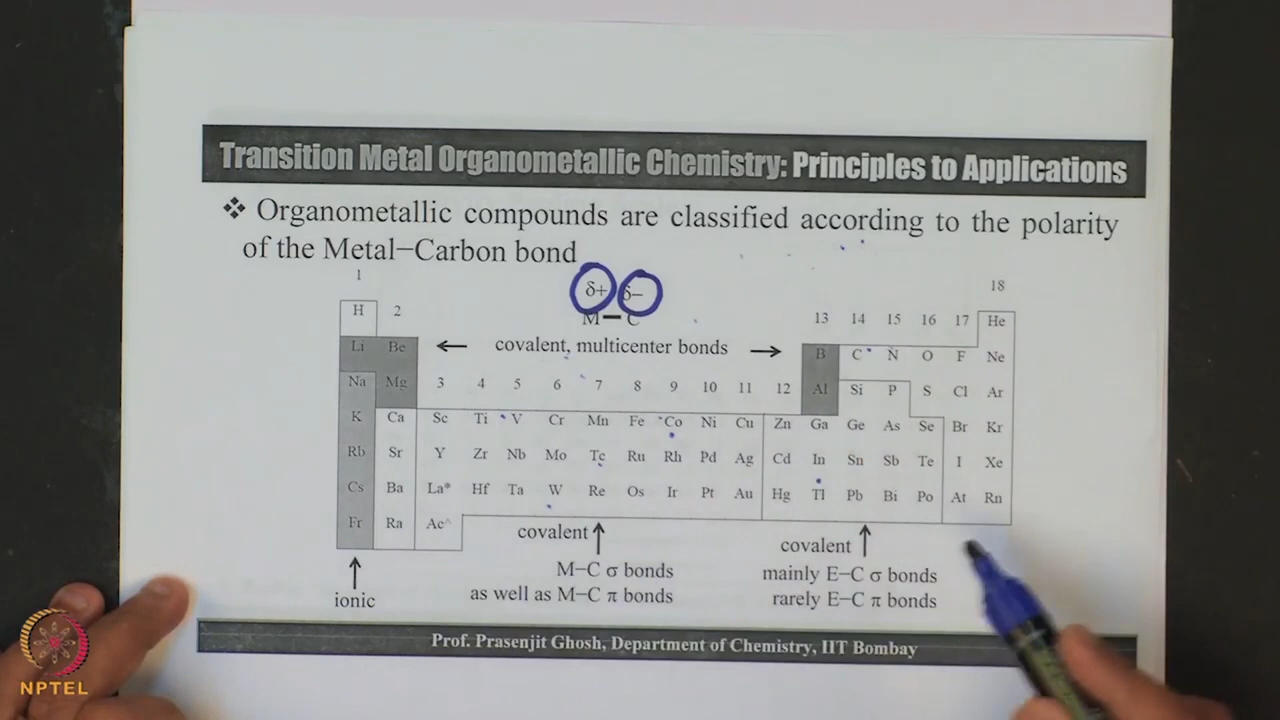 Transition Metal Organometallic Chemistry: Principles to Applications
❖ Organometallic compounds are classified according to the polarity
of the Metal–Carbon bond
1
18
δ+ δ−
H 2 M — C 13 14 15 16 17 He
Li Be ← covalent, multicenter bonds → B C N O F Ne
Na Mg 3 4 5 6 7 8 9 10 11 12 Al Si P S Cl Ar
K Ca Sc Ti V Cr Mn Fe Co Ni Cu Zn Ga Ge As Se Br Kr
Rb Sr Y Zr Nb Mo Tc Ru Rh Pd Ag Cd In Sn Sb Te I Xe
Cs Ba La* Hf Ta W Re Os Ir Pt Au Hg Tl Pb Bi Po At Rn
Fr Ra Ac^
covalent ↑
M–C σ bonds
as well as M–C π bonds
covalent ↑
mainly E–C σ bonds
rarely E–C π bonds
↑
ionic
Prof. Prasenjit Ghosh, Department of Chemistry, IIT Bombay
NPTEL